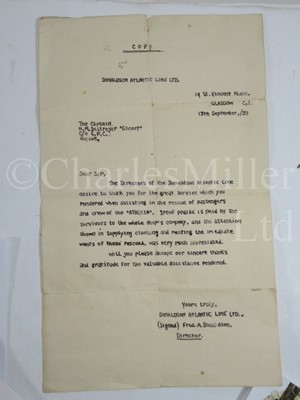 COPY
DONALDSON ATLANTIC LINE LTD.
14 St. Vincent Place,
GLASGOW C.1.
13th September,/39
The Captain,
H.M. Destroyer "Escort"
c/o G.P.O.
Dear Sir,
The Directors of the Donaldson Atlantic Line
desire to thank you for the great service which you
rendered when assisting in the rescue of passengers
and crew of the "ATHENIA". Great praise is paid by the
survivors to the whole ship's company, and the attention
shown in supplying clothing and meeting the immediate
wants of those rescued, was very much appreciated.
Will you please accept our sincere thanks
and gratitude for the valuable assistance rendered.
Yours truly,
DONALDSON ATLANTIC LINE LTD.,
(Signed) Fred. A. Donaldson.
Director.
©Charles Miller Ltd